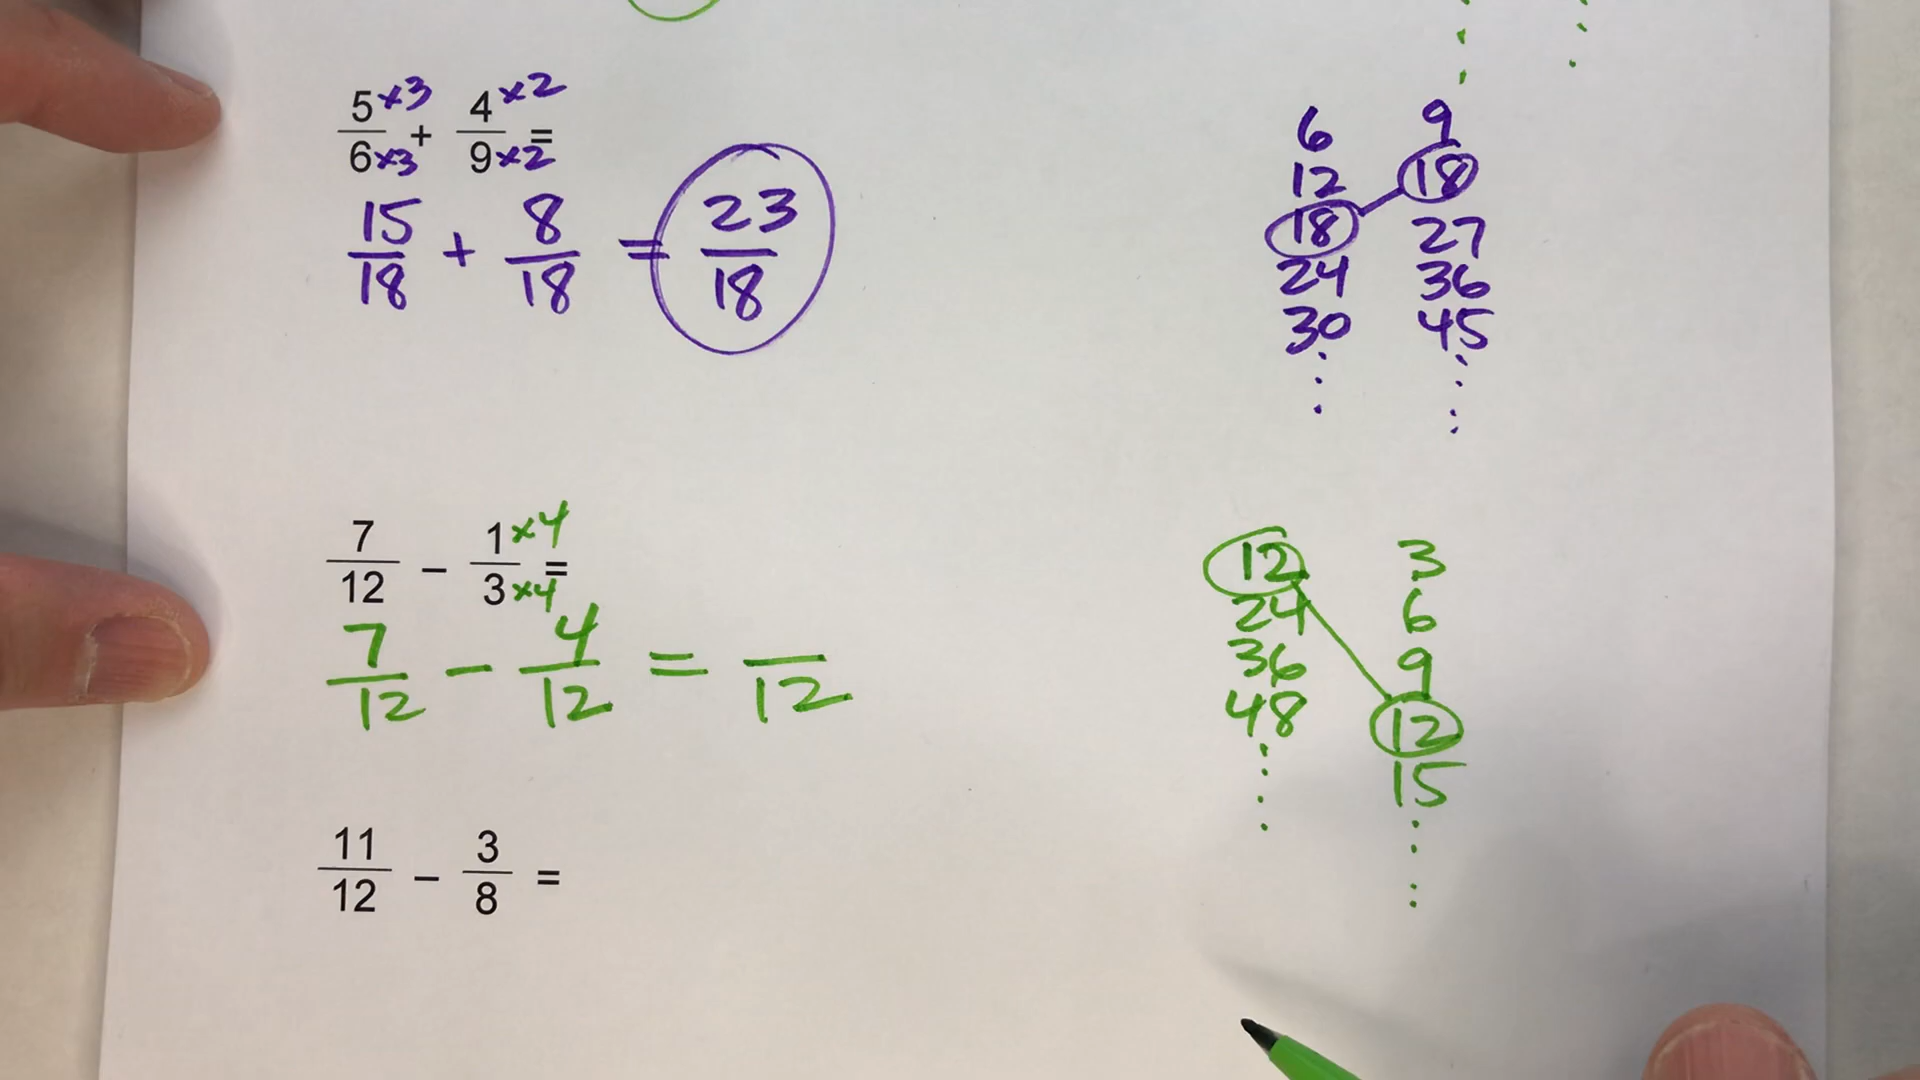 5×3 + 4×2 =
6×3 9×2
15 + 8 = 23
18 18 18
6 9
12 18
18 27
24 36
30 45
7 − 1×4 =
12 3×4
7 − 4 =
12 12 12
12 3
24 6
36 9
48 12
15
11 − 3 =
12 8